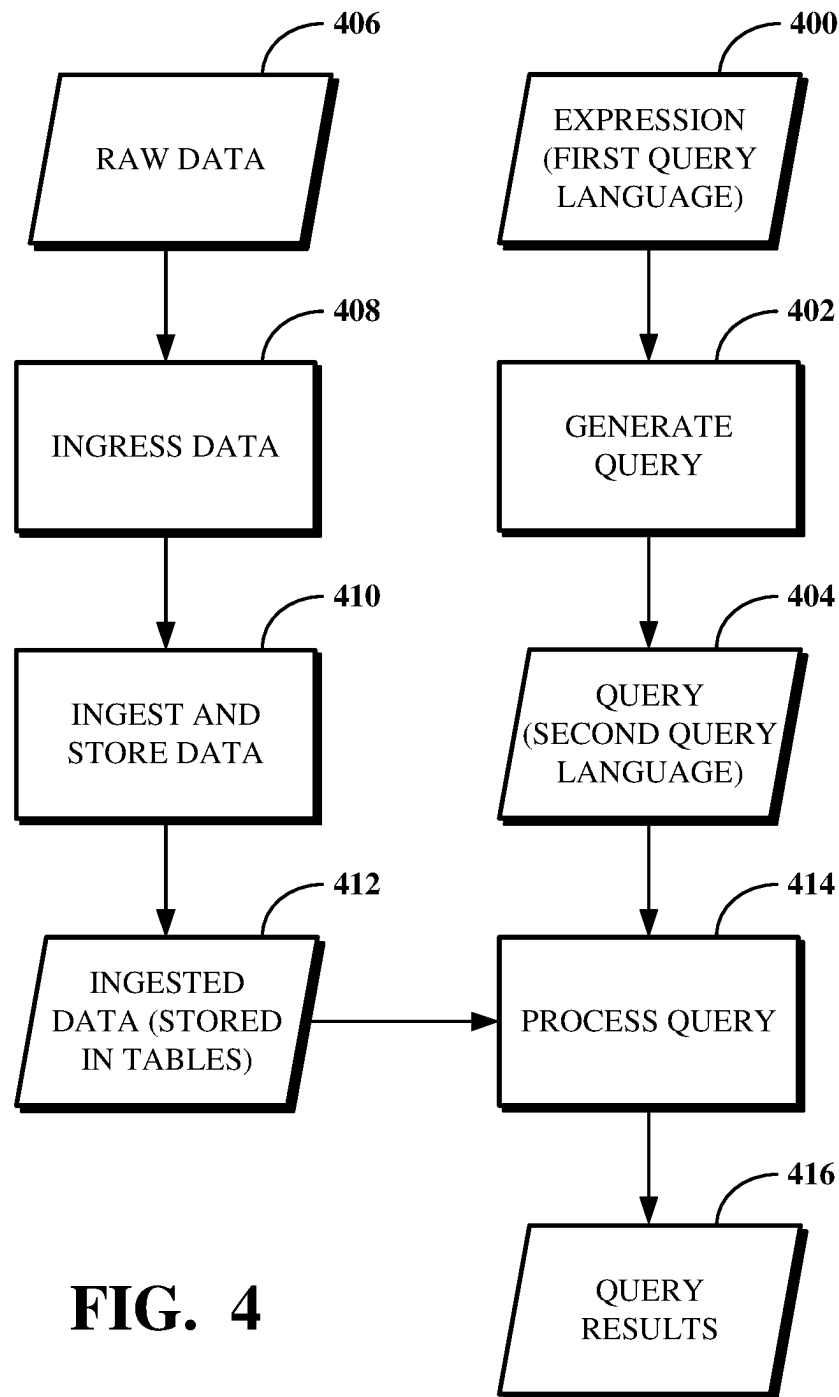 406
RAW DATA
408
INGRESS DATA
410
INGEST AND
STORE DATA
412
INGESTED
DATA (STORED
IN TABLES)
400
EXPRESSION
(FIRST QUERY
LANGUAGE)
402
GENERATE
QUERY
404
QUERY
(SECOND QUERY
LANGUAGE)
414
PROCESS QUERY
416
QUERY
RESULTS
FIG. 4